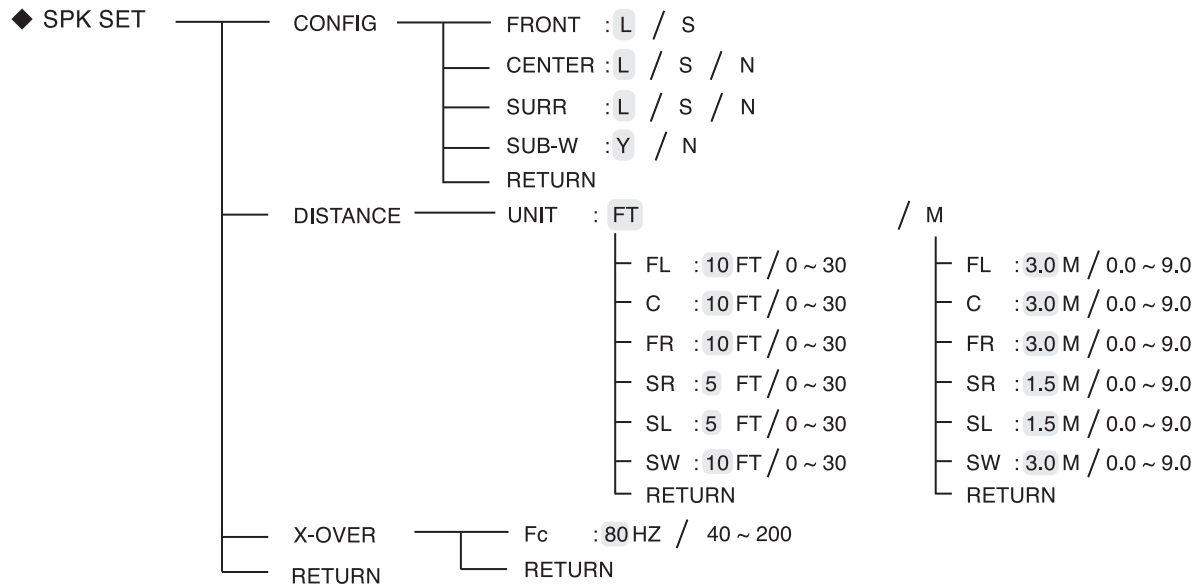 ◆ SPK SET CONFIG FRONT : L / S
CENTER : L / S / N
SURR : L / S / N
SUB-W : Y / N
RETURN
DISTANCE UNIT : FT / M
FL : 10 FT / 0 ~ 30 FL : 3.0 M / 0.0 ~ 9.0
C : 10 FT / 0 ~ 30 C : 3.0 M / 0.0 ~ 9.0
FR : 10 FT / 0 ~ 30 FR : 3.0 M / 0.0 ~ 9.0
SR : 5 FT / 0 ~ 30 SR : 1.5 M / 0.0 ~ 9.0
SL : 5 FT / 0 ~ 30 SL : 1.5 M / 0.0 ~ 9.0
SW : 10 FT / 0 ~ 30 SW : 3.0 M / 0.0 ~ 9.0
RETURN RETURN
X-OVER Fc : 80 HZ / 40 ~ 200
RETURN RETURN